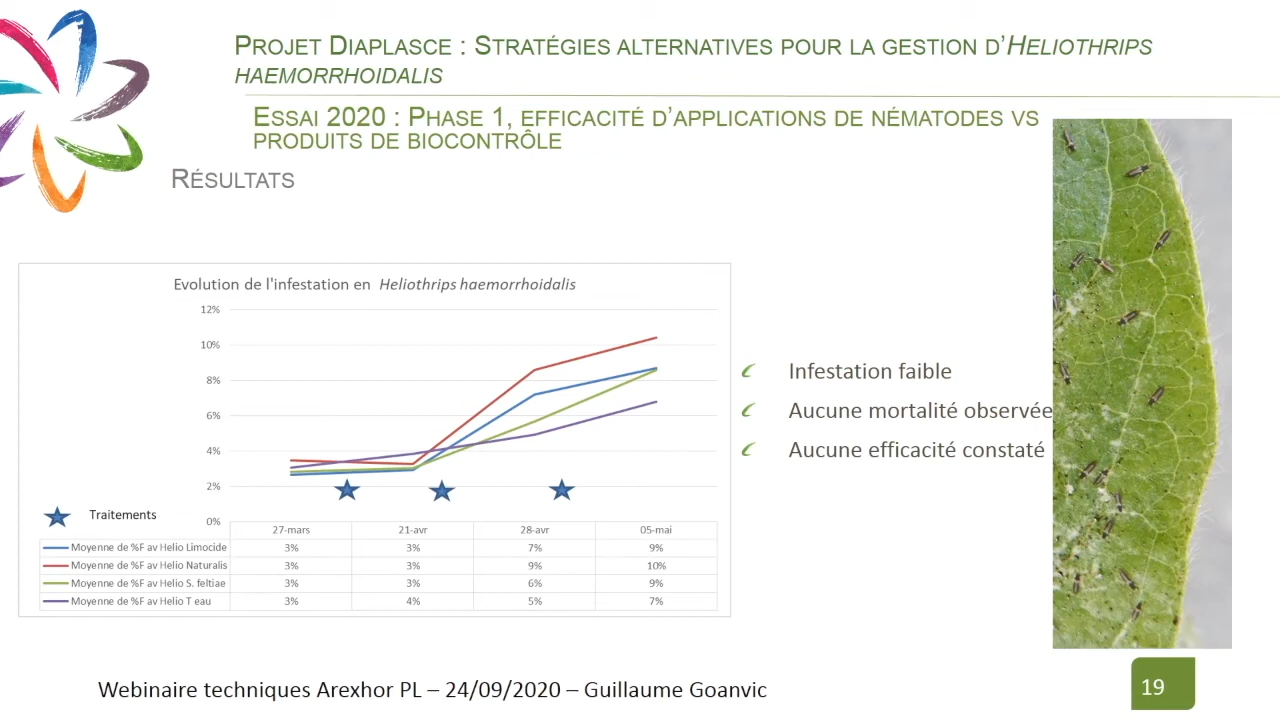 PROJET DIAPLASCE : STRATÉGIES ALTERNATIVES POUR LA GESTION D'HELIOTHRIPS
HAEMORRHOIDALIS
ESSAI 2020 : PHASE 1, EFFICACITÉ D'APPLICATIONS DE NÉMATODES VS
PRODUITS DE BIOCONTRÔLE
RÉSULTATS
Evolution de l'infestation en Heliothrips haemorrhoidalis
12%
10%
8%
6%
4%
2%
0%
Traitements
27-mars 21-avr 28-avr 05-mai
Moyenne de %F av Helio Limocide 3% 3% 7% 9%
Moyenne de %F av Helio Naturalis 3% 3% 9% 10%
Moyenne de %F av Helio S. feltiae 3% 3% 6% 9%
Moyenne de %F av Helio T eau 3% 4% 5% 7%
Infestation faible
Aucune mortalité observée
Aucune efficacité constaté
Webinaire techniques Arexhor PL – 24/09/2020 – Guillaume Goanvic
19